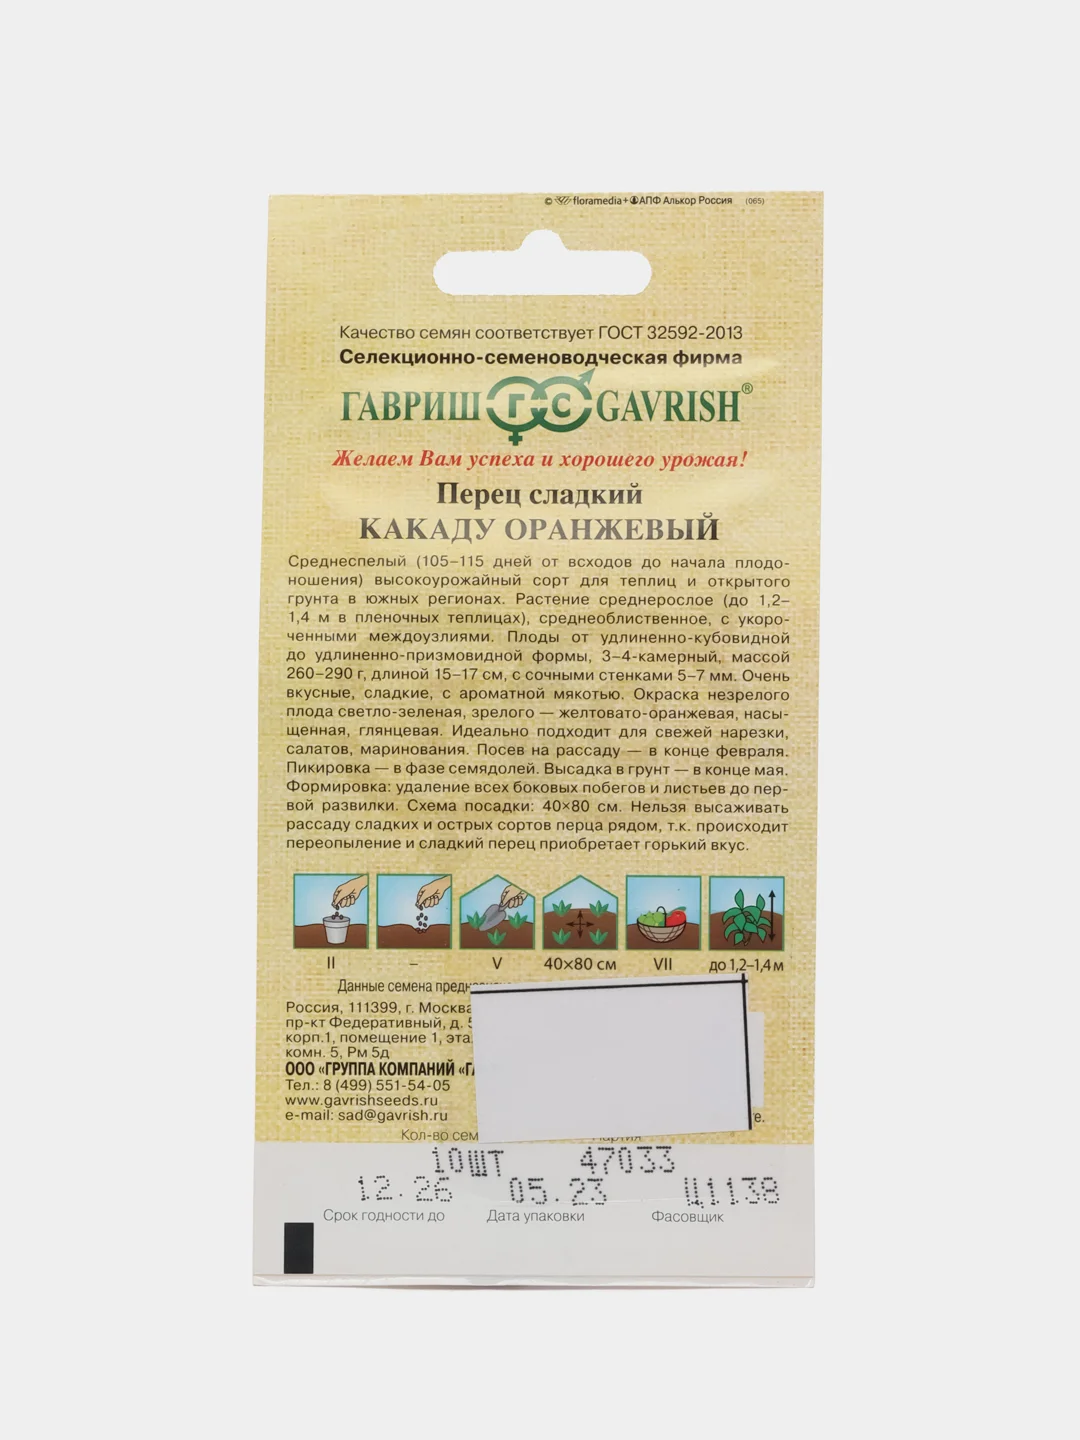 © floramedia+ АПФ Алькор Россия (065)
Качество семян соответствует ГОСТ 32592-2013
Селекционно-семеноводческая фирма
ГАВРИШ ГС GAVRISH®
Желаем Вам успеха и хорошего урожая!
Перец сладкий
КАКАДУ ОРАНЖЕВЫЙ
Среднеспелый (105–115 дней от всходов до начала плодо-
ношения) высокоурожайный сорт для теплиц и открытого
грунта в южных регионах. Растение среднерослое (до 1,2–
1,4 м в пленочных теплицах), среднеоблиственное, с укоро-
ченными междоузлиями. Плоды от удлиненно-кубовидной
до удлиненно-призмовидной формы, 3–4-камерный, массой
260–290 г, длиной 15–17 см, с сочными стенками 5–7 мм. Очень
вкусные, сладкие, с ароматной мякотью. Окраска незрелого
плода светло-зеленая, зрелого — желтовато-оранжевая, насы-
щенная, глянцевая. Идеально подходит для свежей нарезки,
салатов, маринования. Посев на рассаду — в конце февраля.
Пикировка — в фазе семядолей. Высадка в грунт — в конце мая.
Формировка: удаление всех боковых побегов и листьев до пер-
вой развилки. Схема посадки: 40×80 см. Нельзя высаживать
рассаду сладких и острых сортов перца рядом, т.к. происходит
переопыление и сладкий перец приобретает горький вкус.
II – V 40×80 см VII до 1,2–1,4 м
Данные семена
Россия, 111399, г. Москва
пр-кт Федеративный, д. 5
корп.1, помещение 1, эта
комн. 5, Рм 5д
ООО «ГРУППА КОМПАНИЙ
Тел.: 8 (499) 551-54-05
www.gavrishseeds.ru
e-mail: sad@gavrish.ru
Кол-во сем Партия
10шт 47033
12.26 05.23 Ц1138
Срок годности до Дата упаковки Фасовщик